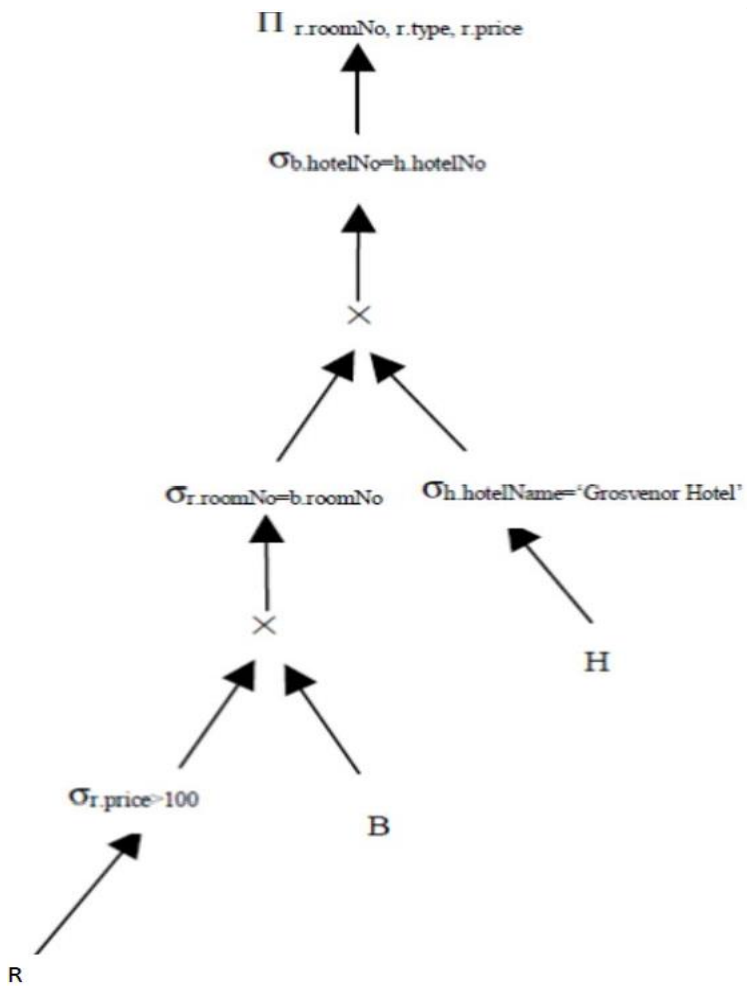 Π r.roomNo, r.type, r.price
σb.hotelNo=h.hotelNo
×
σr.roomNo=b.roomNo σh.hotelName=‘Grosvenor Hotel’
×
H
σr.price>100
B
R